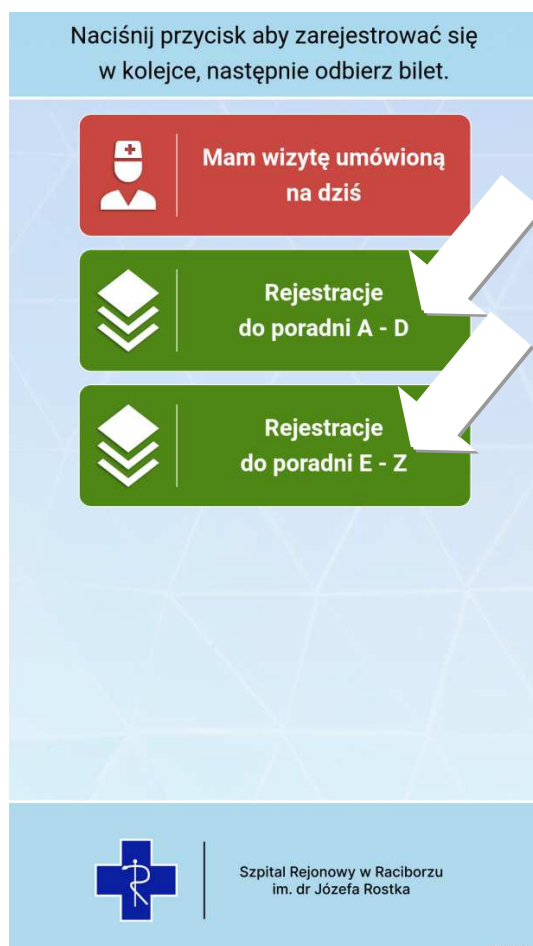 Naciśnij przycisk aby zarejestrować się
w kolejce, następnie odbierz bilet.
Mam wizytę umówioną
na dziś
Rejestracje
do poradni A - D
Rejestracje
do poradni E - Z
Szpital Rejonowy w Raciborzu
im. dr Józefa Rostka